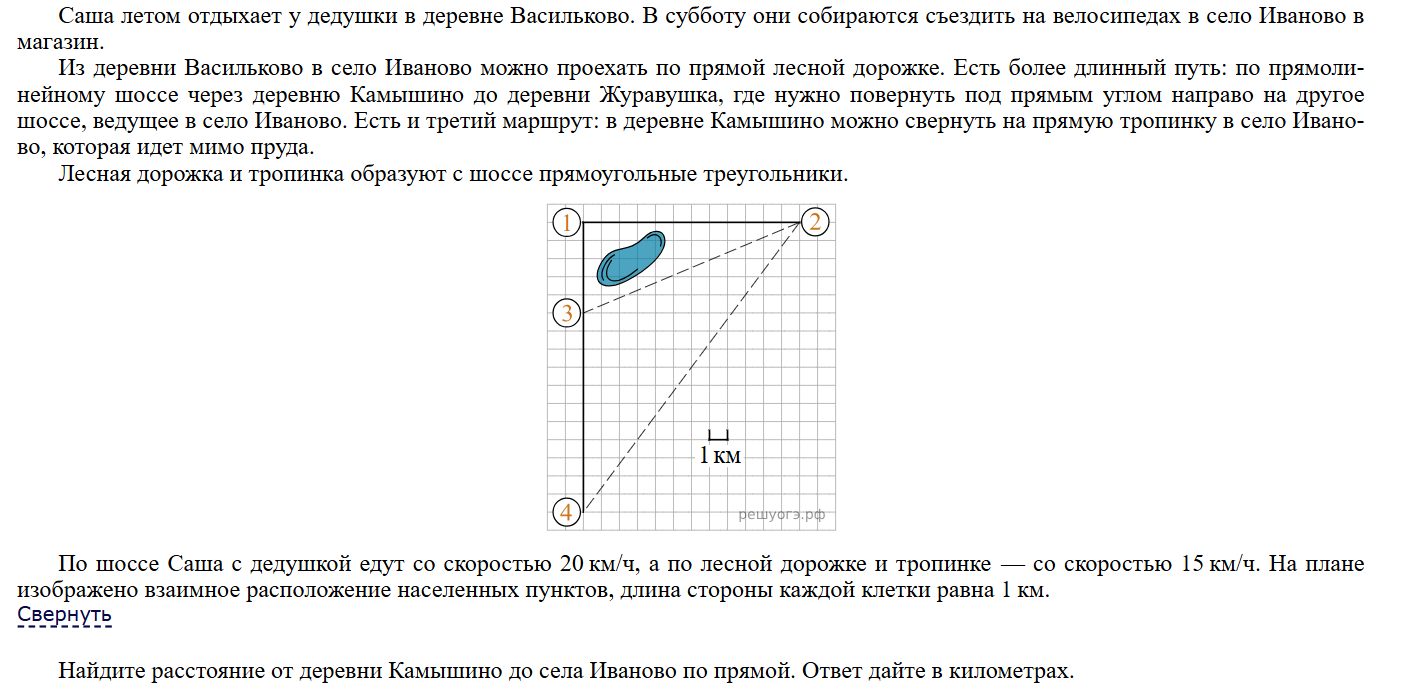 Саша летом отдыхает у дедушки в деревне Васильково. В субботу они собираются съездить на велосипедах в село Иваново в
магазин.
Из деревни Васильково в село Иваново можно проехать по прямой лесной дорожке. Есть более длинный путь: по прямоли-
нейному шоссе через деревню Камышино до деревни Журавушка, где нужно повернуть под прямым углом направо на другое
шоссе, ведущее в село Иваново. Есть и третий маршрут: в деревне Камышино можно свернуть на прямую тропинку в село Ивано-
во, которая идет мимо пруда.
Лесная дорожка и тропинка образуют с шоссе прямоугольные треугольники.
1
2
3
1 км
4
решуогэ.рф
По шоссе Саша с дедушкой едут со скоростью 20 км/ч, а по лесной дорожке и тропинке — со скоростью 15 км/ч. На плане
изображено взаимное расположение населенных пунктов, длина стороны каждой клетки равна 1 км.
Свернуть
Найдите расстояние от деревни Камышино до села Иваново по прямой. Ответ дайте в километрах.